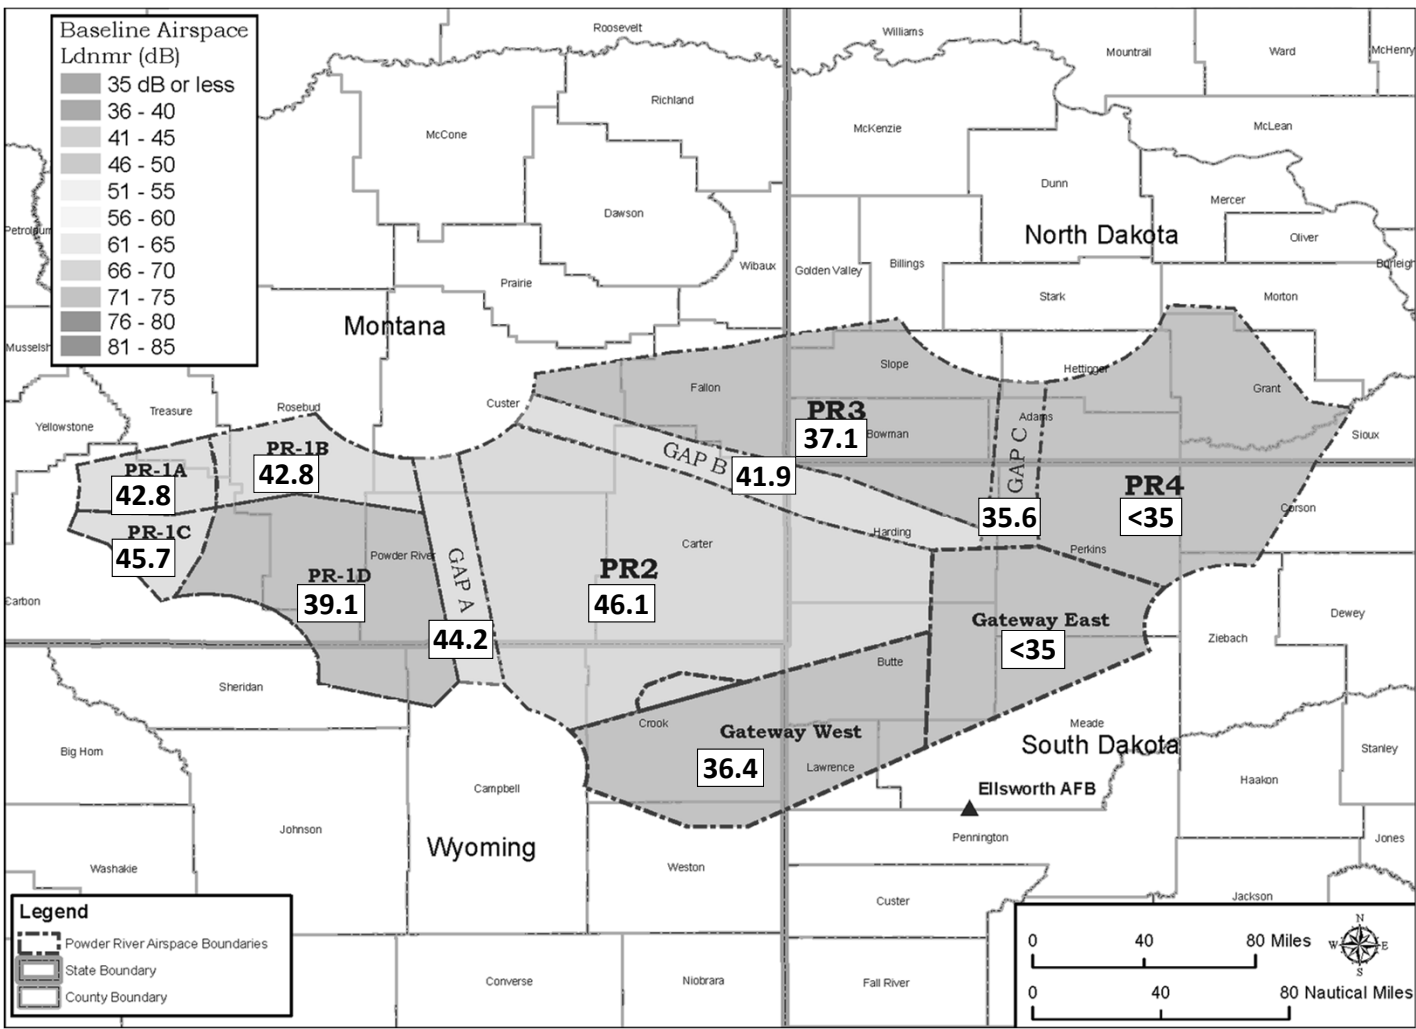 Baseline Airspace
Ldnmr (dB)
35 dB or less
36 - 40
41 - 45
46 - 50
51 - 55
56 - 60
61 - 65
66 - 70
71 - 75
76 - 80
81 - 85
Roosevelt
Williams
Mountrail
Ward
McHenry
Richland
McCone
McKenzie
McLean
Dunn
Mercer
Dawson
North Dakota
Oliver
Wibaux
Golden Valley
Billings
Prairie
Stark
Morton
Montana
Slope
Hettinger
Fallon
Grant
Treasure
Rosebud
Custer
Adams
Yellowstone
PR3
37.1
Bowman
Sioux
PR-1A
42.8
PR-1B
42.8
GAP B
41.9
GAP C
35.6
PR4
<35
Corson
PR-1C
45.7
Powder River
Carter
Harding
Perkins
GAP A
44.2
PR-1D
39.1
PR2
46.1
Carbon
Gateway East
<35
Dewey
Ziebach
Butte
Sheridan
Crook
Gateway West
36.4
Meade
South Dakota
Big Horn
Stanley
Lawrence
Haakon
Campbell
Ellsworth AFB
Johnson
Wyoming
Pennington
Jones
Washakie
Weston
Custer
Jackson
Converse
Niobrara
Fall River
Legend
Powder River Airspace Boundaries
State Boundary
County Boundary
0 40 80 Miles
0 40 80 Nautical Miles
N
W E
S